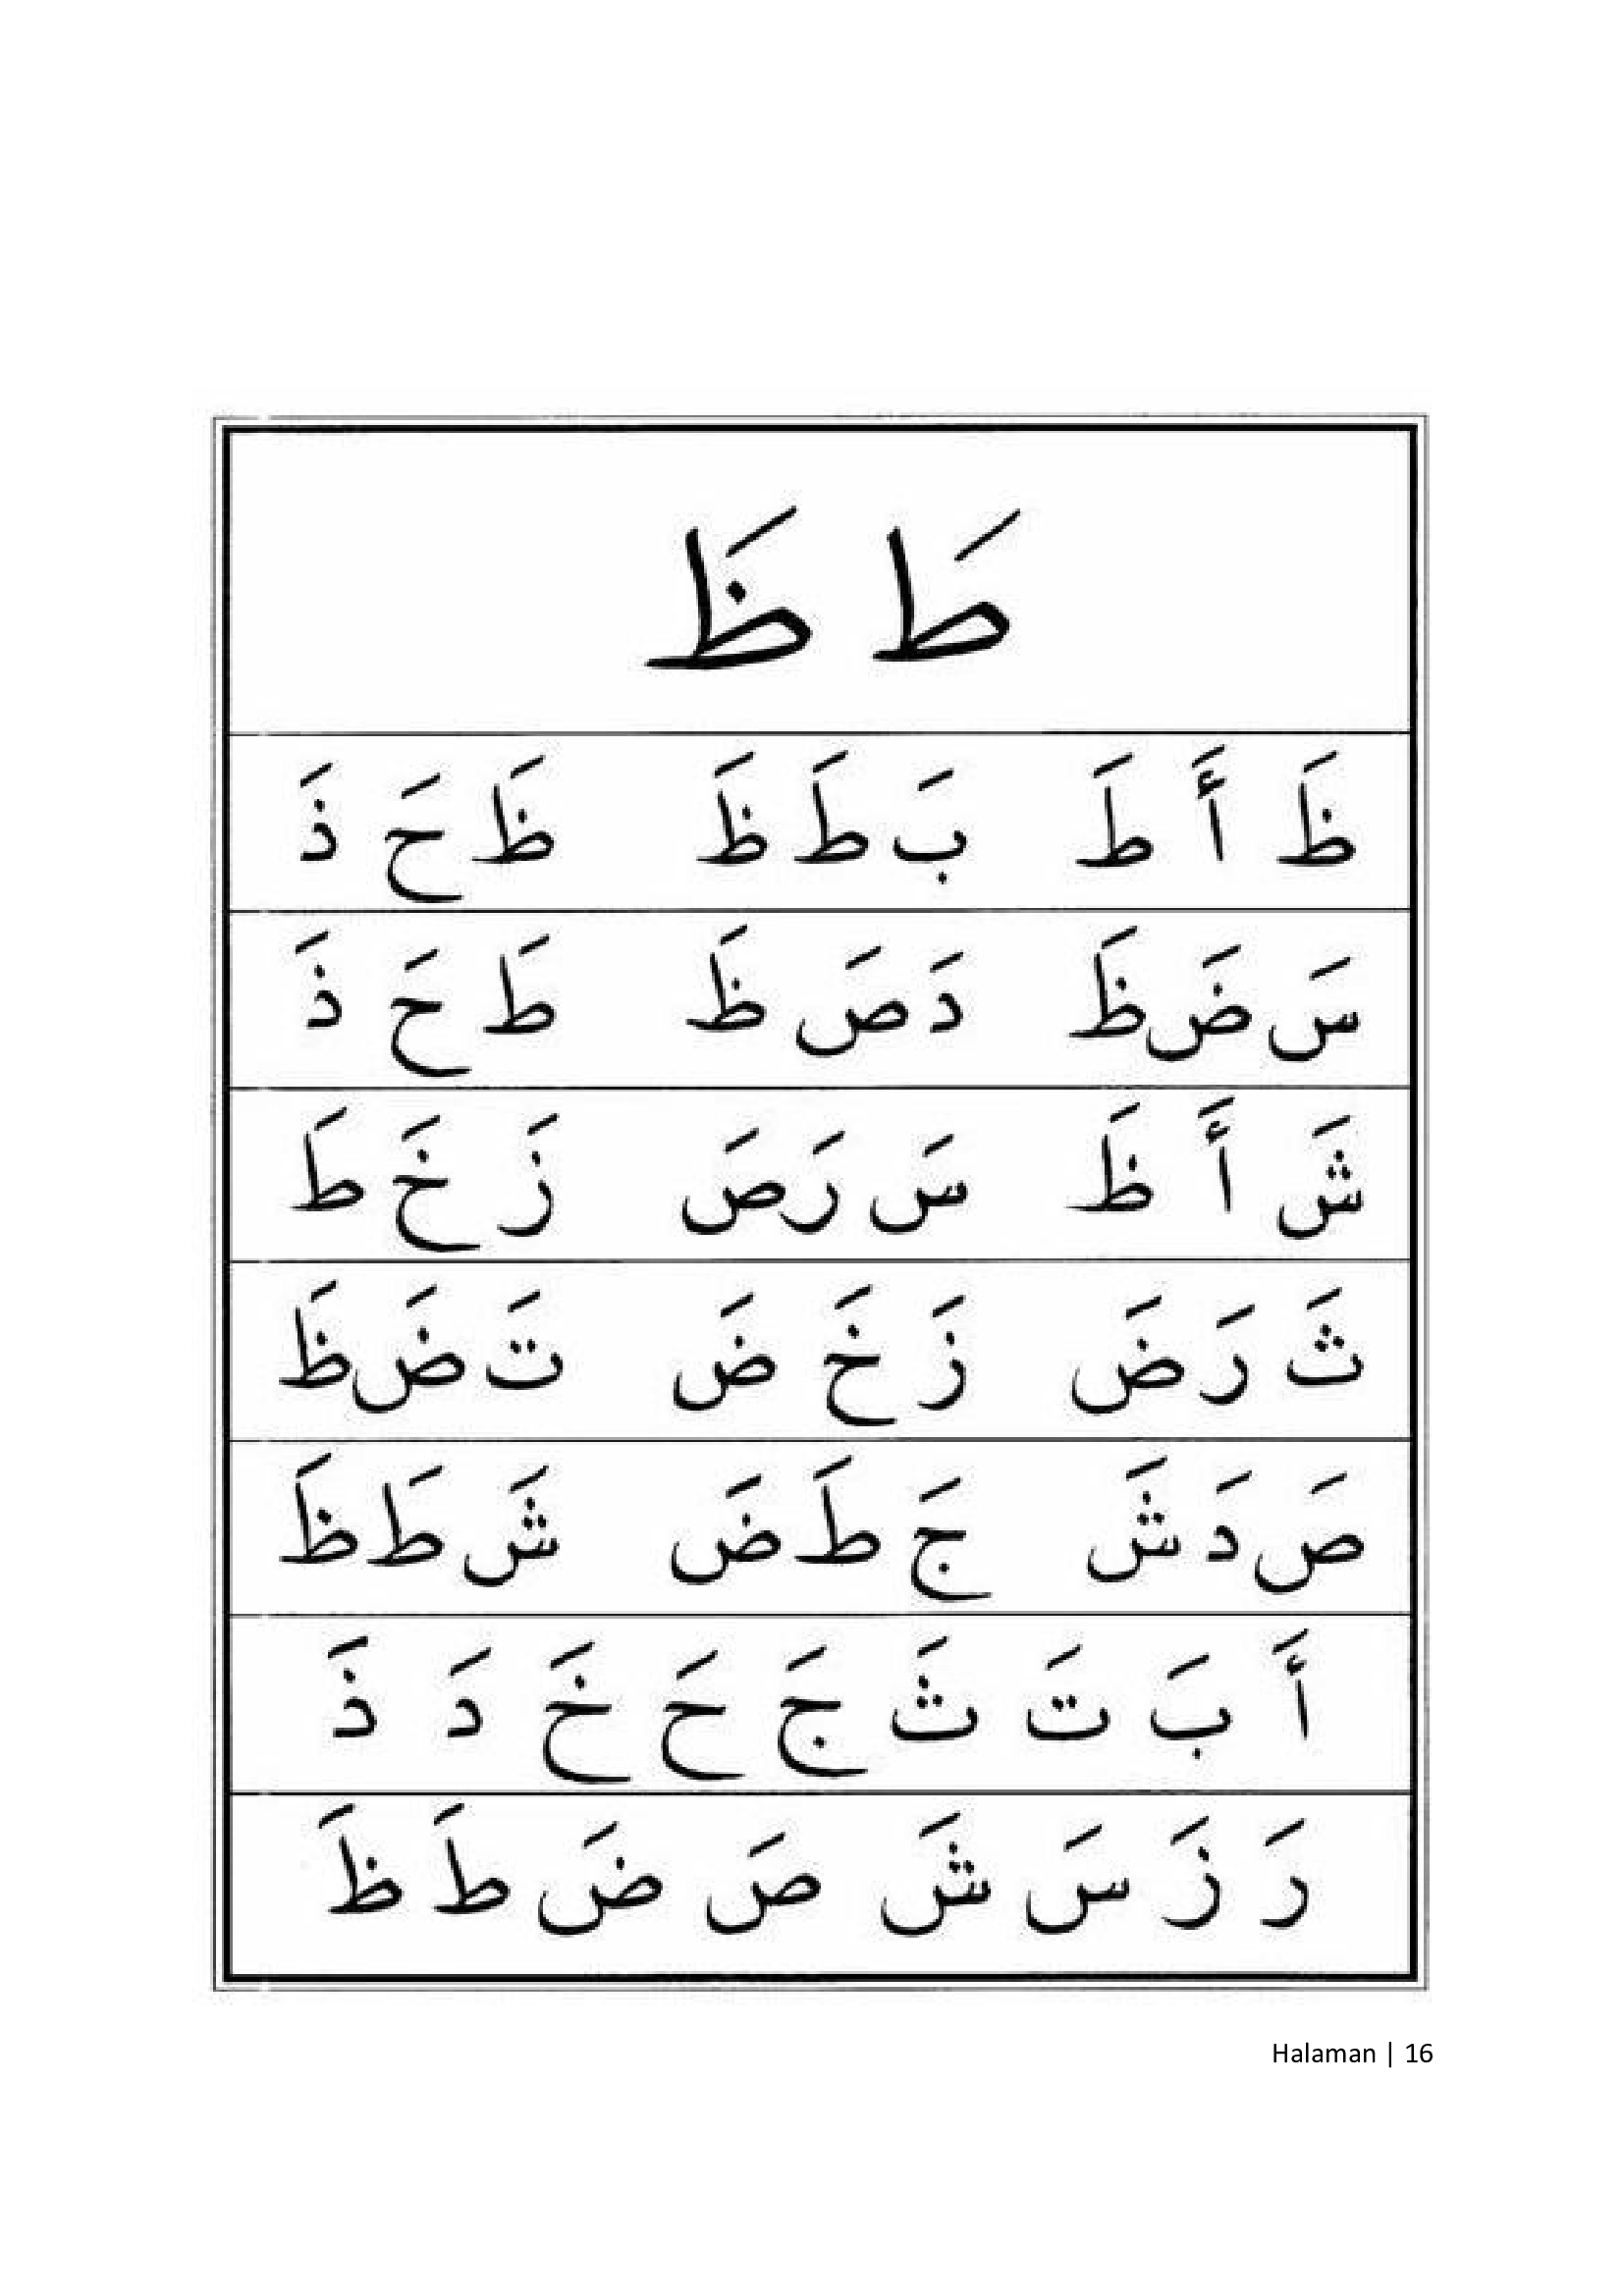 طَ ظَ
ظَ أَ طَ بَ طَ ظَ ظَ حَ ذَ
سَ ضَ ظَ دَ صَ ظَ طَ حَ ذَ
شَ أَ ظَ سَ رَ صَ زَ خَ طَ
ثَ رَ ضَ زَ خَ ضَ تَ ضَ ظَ
صَ دَ شَ جَ طَ ضَ شَ طَ ظَ
أَ بَ تَ ثَ جَ حَ خَ دَ ذَ
رَ زَ سَ شَ صَ ضَ طَ ظَ
Halaman | 16